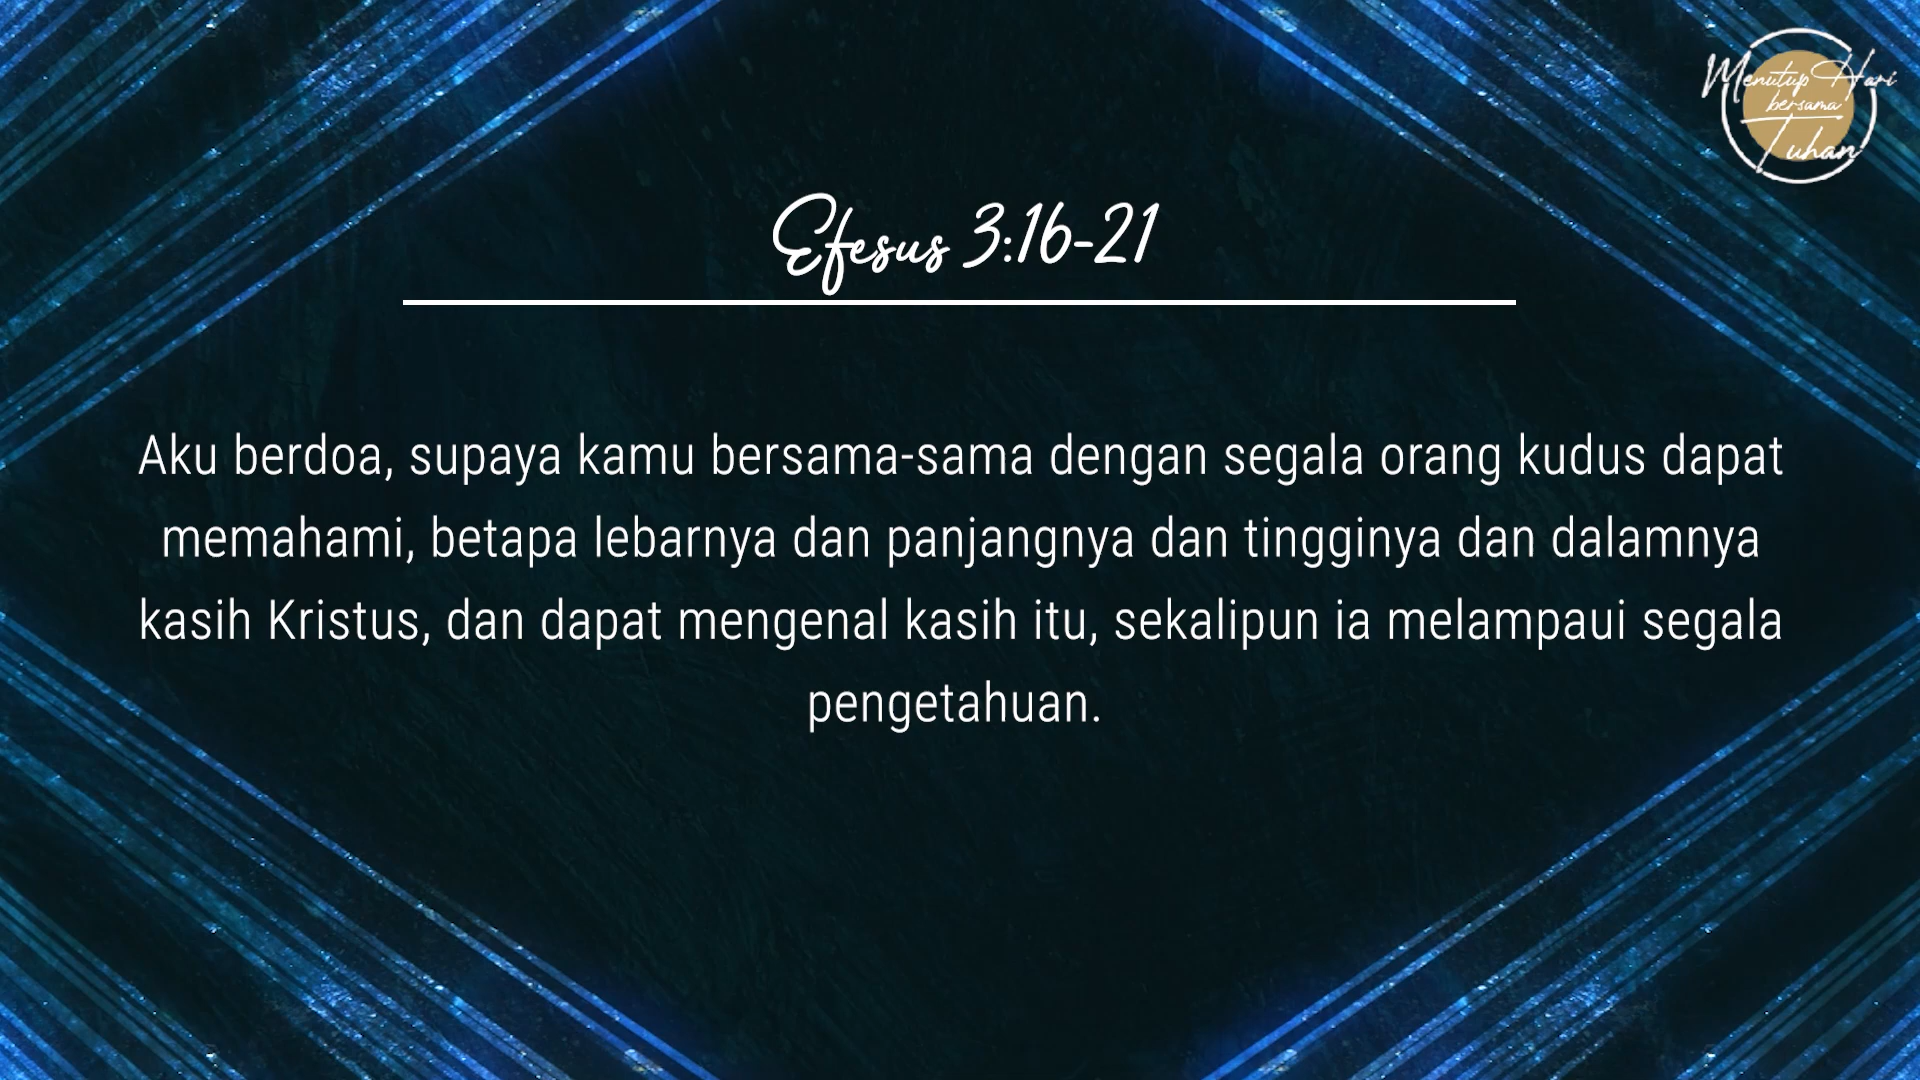 Menutup Hari
bersama
Tuhan
Efesus 3:16-21
Aku berdoa, supaya kamu bersama-sama dengan segala orang kudus dapat
memahami, betapa lebarnya dan panjangnya dan tingginya dan dalamnya
kasih Kristus, dan dapat mengenal kasih itu, sekalipun ia melampaui segala
pengetahuan.